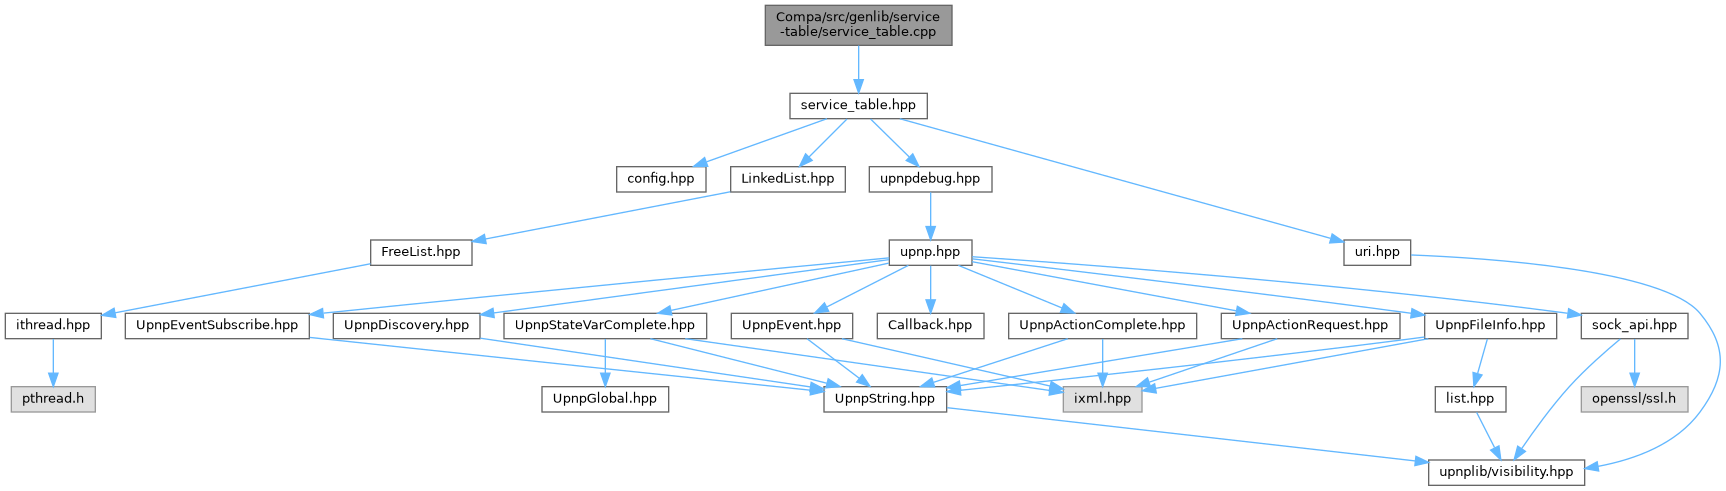 Compa/src/genlib/service
-table/service_table.cpp
service_table.hpp
config.hpp
LinkedList.hpp
upnpdebug.hpp
FreeList.hpp
upnp.hpp
uri.hpp
ithread.hpp
UpnpEventSubscribe.hpp
UpnpDiscovery.hpp
UpnpStateVarComplete.hpp
UpnpEvent.hpp
Callback.hpp
UpnpActionComplete.hpp
UpnpActionRequest.hpp
UpnpFileInfo.hpp
sock_api.hpp
pthread.h
UpnpGlobal.hpp
UpnpString.hpp
ixml.hpp
list.hpp
openssl/ssl.h
upnplib/visibility.hpp